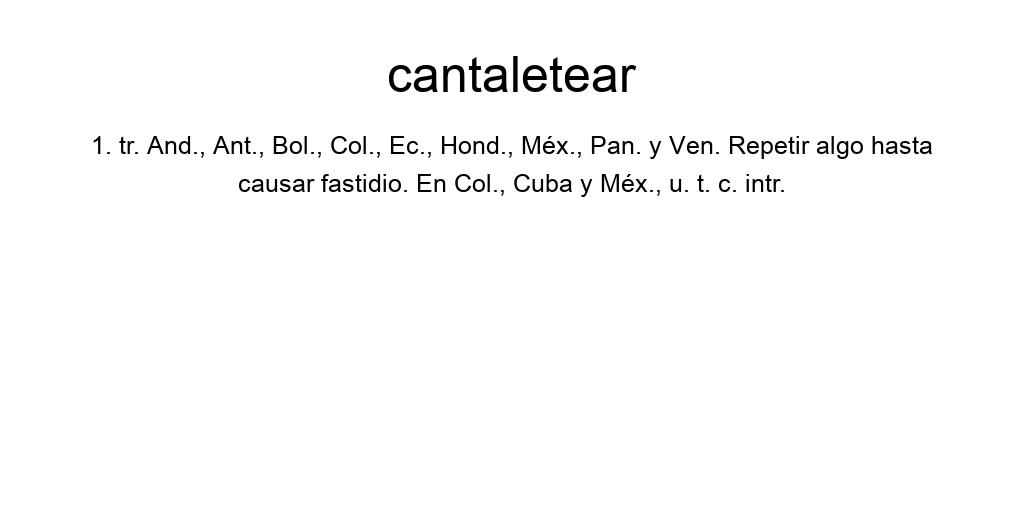 cantaletear
1. tr. And., Ant., Bol., Col., Ec., Hond., Méx., Pan. y Ven. Repetir algo hasta
causar fastidio. En Col., Cuba y Méx., u. t. c. intr.